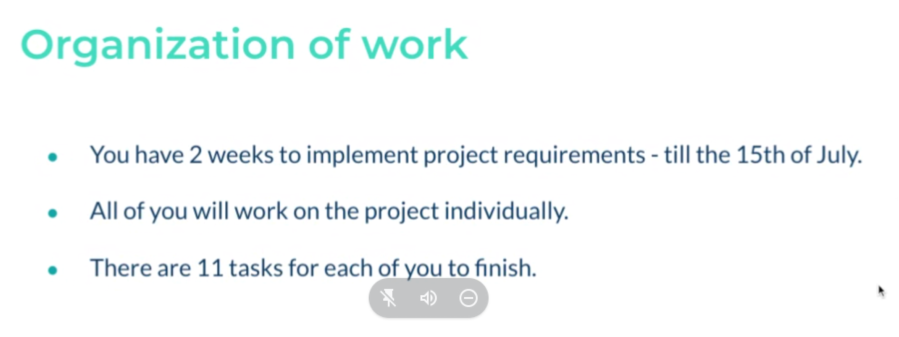 Organization of work
• You have 2 weeks to implement project requirements - till the 15th of July.
• All of you will work on the project individually.
• There are 11 tasks for each of you to finish.